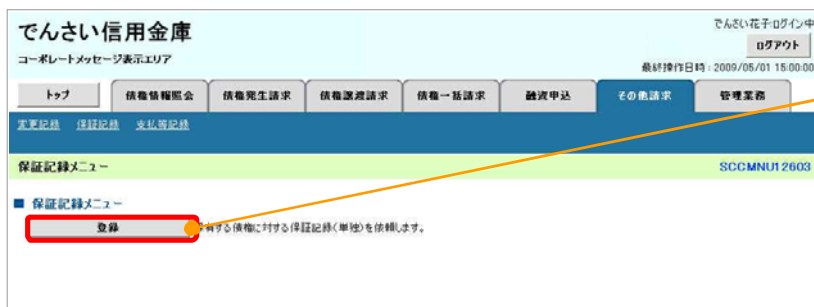 でんさい信用金庫
コーポレートメッセージ表示エリア
でんさい花子:ログイン中
ログアウト
最終操作日時:2009/05/01 15:00:00
トップ 債権情報照会 債権発生請求 債権譲渡請求 債権一括請求 融資申込 その他請求 管理業務
変更記録 保証記録 支払等記録
保証記録メニュー SCCMNU12603
■ 保証記録メニュー
登録 有する債権に対する保証記録(単独)を依頼します。